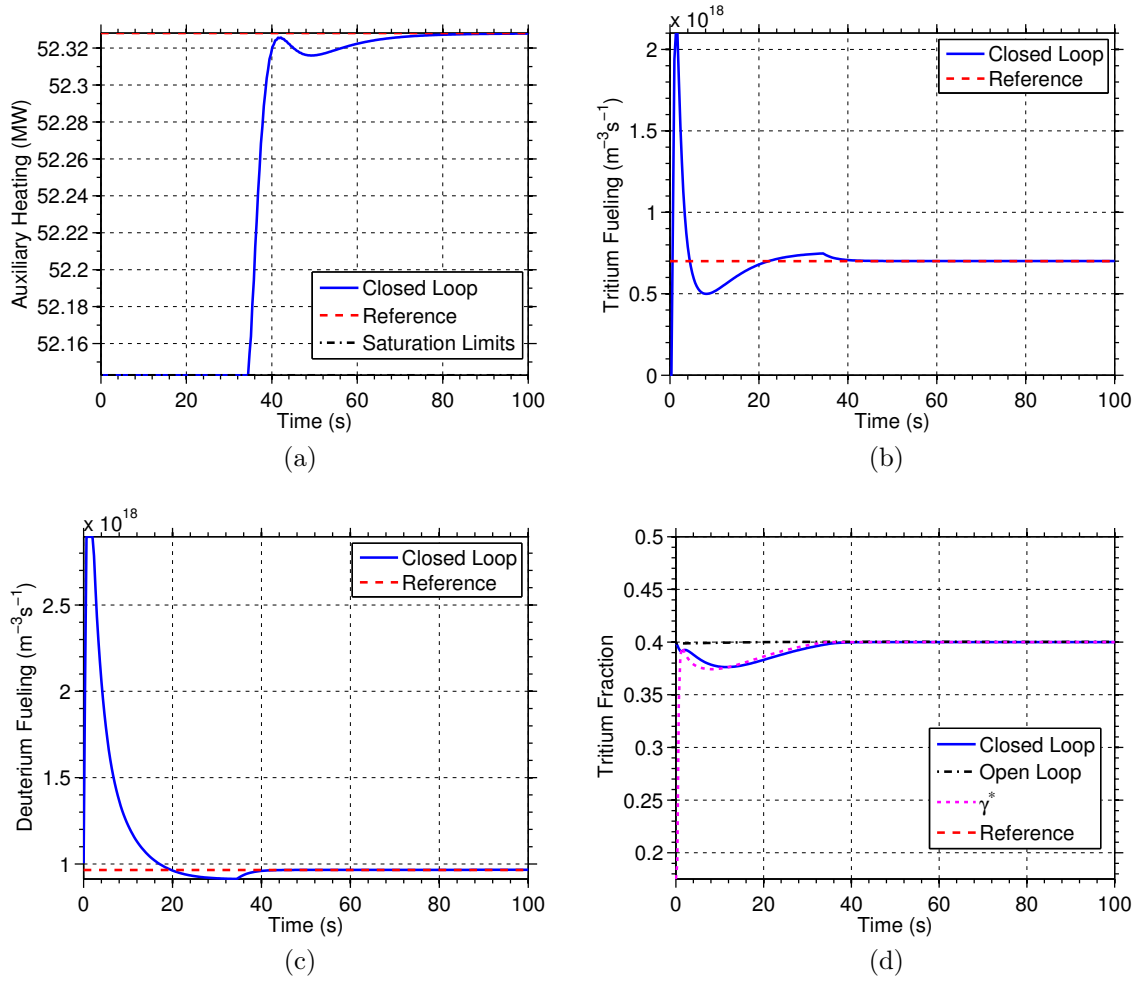 52.32
52.3
52.28
52.26
52.24
52.22
52.2
52.18
52.16
Auxiliary Heating (MW)
Closed Loop
Reference
Saturation Limits
0 20 40 60 80 100
Time (s)
(a)
x 10^18
2
1.5
1
0.5
0
Tritium Fueling (m⁻³s⁻¹)
Closed Loop
Reference
0 20 40 60 80 100
Time (s)
(b)
x 10^18
2.5
2
1.5
1
Deuterium Fueling (m⁻³s⁻¹)
Closed Loop
Reference
0 20 40 60 80 100
Time (s)
(c)
0.5
0.45
0.4
0.35
0.3
0.25
0.2
Tritium Fraction
Closed Loop
Open Loop
γ*
Reference
0 20 40 60 80 100
Time (s)
(d)